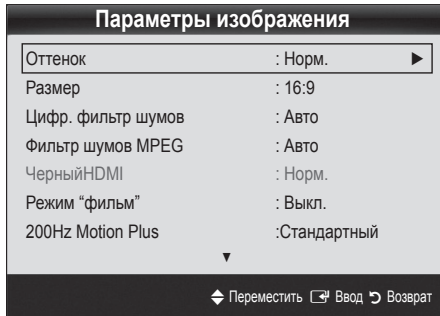 Параметры изображения
Оттенок : Норм. ►
Размер : 16:9
Цифр. фильтр шумов : Авто
Фильтр шумов MPEG : Авто
ЧерныйHDMI : Норм.
Режим “фильм” : Выкл.
200Hz Motion Plus :Стандартный
▼
Переместить Ввод Возврат